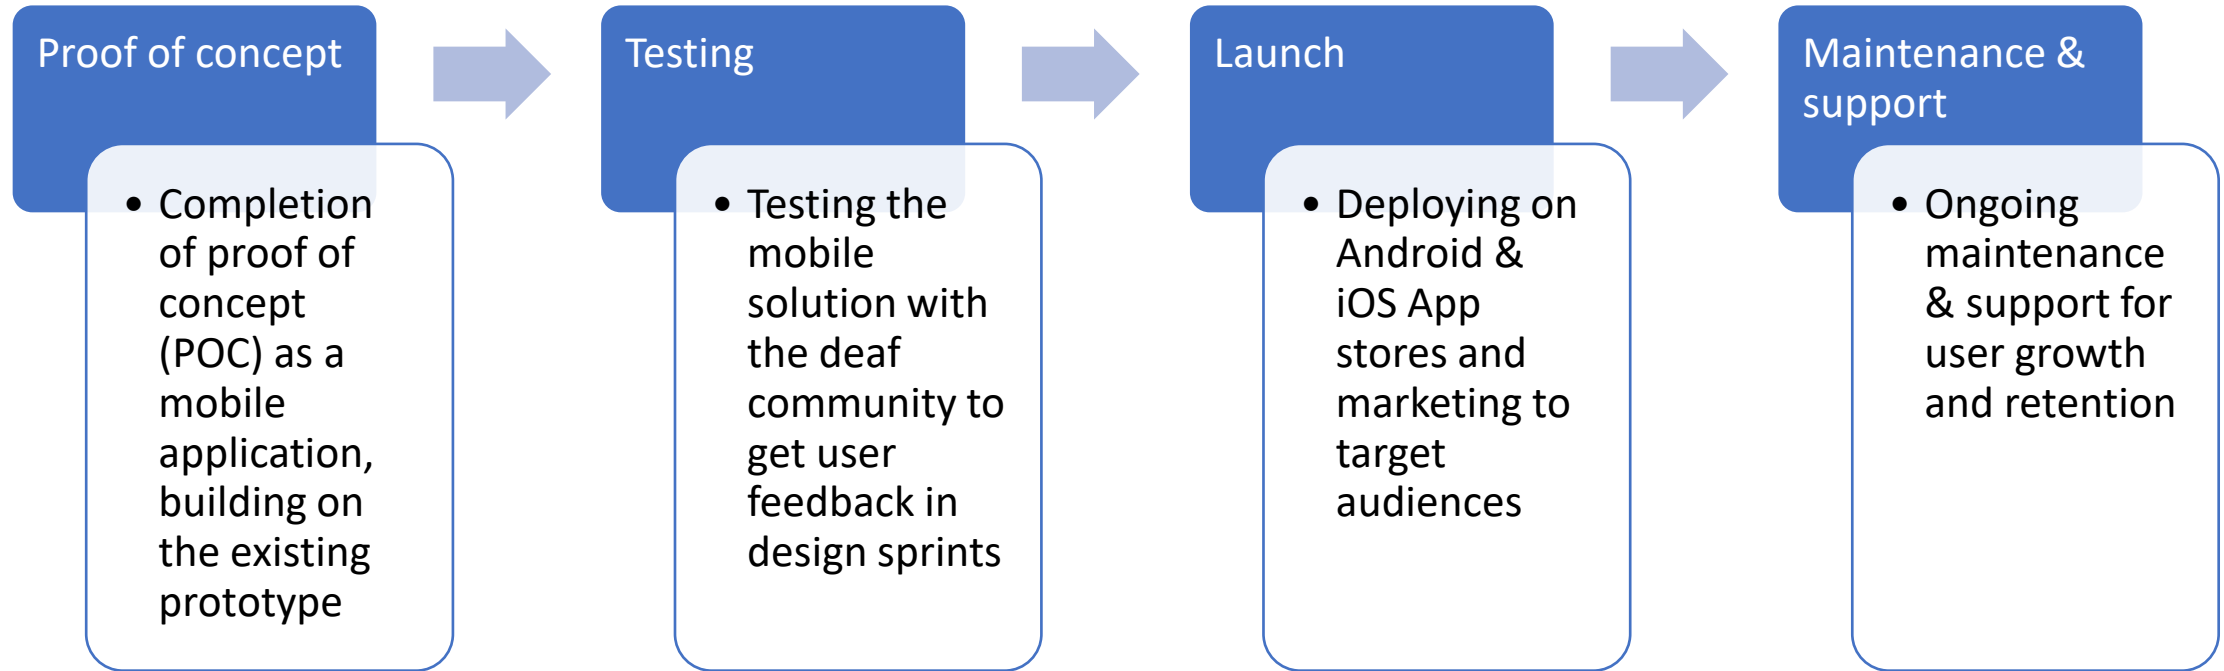 Proof of concept
• Completion
of proof of
concept
(POC) as a
mobile
application,
building on
the existing
prototype
Testing
• Testing the
mobile
solution with
the deaf
community to
get user
feedback in
design sprints
Launch
• Deploying on
Android &
iOS App
stores and
marketing to
target
audiences
Maintenance &
support
• Ongoing
maintenance
& support for
user growth
and retention